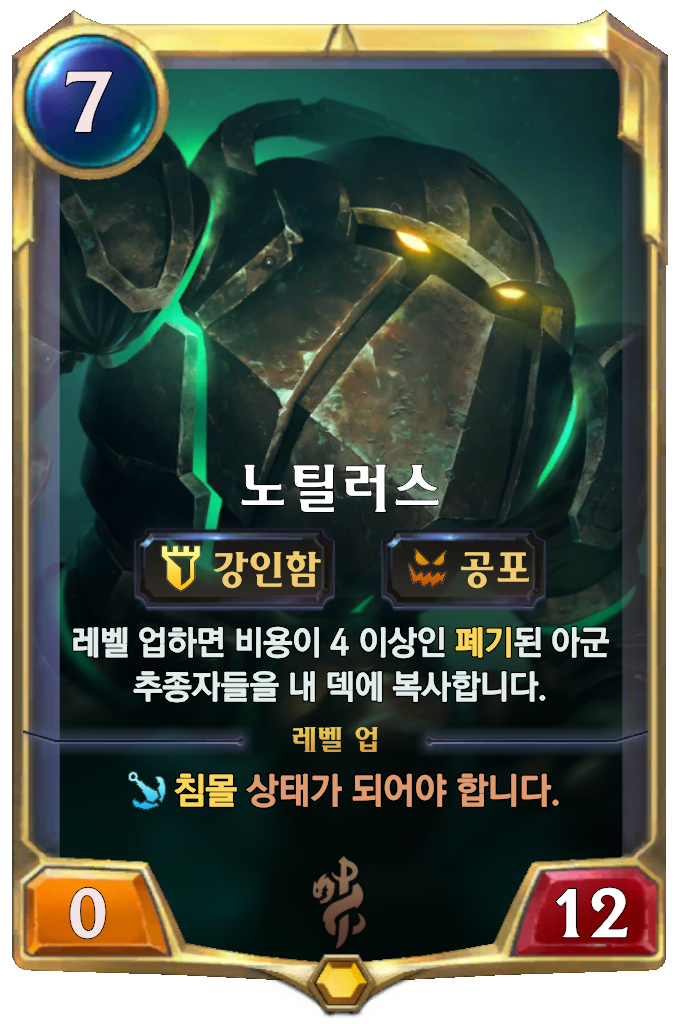 7
노틸러스
강인함 공포
레벨 업하면 비용이 4 이상인 폐기된 아군
추종자들을 내 덱에 복사합니다.
레벨 업
침몰 상태가 되어야 합니다.
0 12